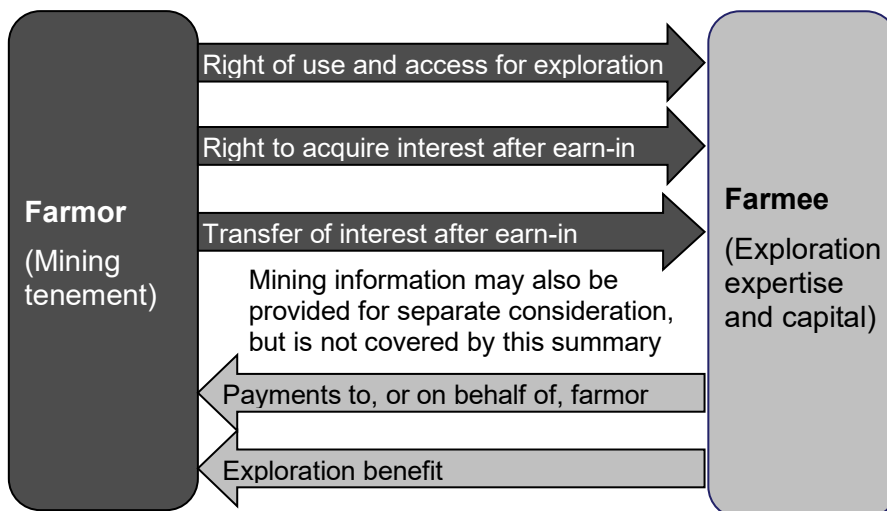 Right of use and access for exploration
Right to acquire interest after earn-in
Farmor
(Mining
tenement)
Transfer of interest after earn-in
Farmee
(Exploration
expertise
and capital)
Mining information may also be
provided for separate consideration,
but is not covered by this summary
Payments to, or on behalf of, farmor
Exploration benefit